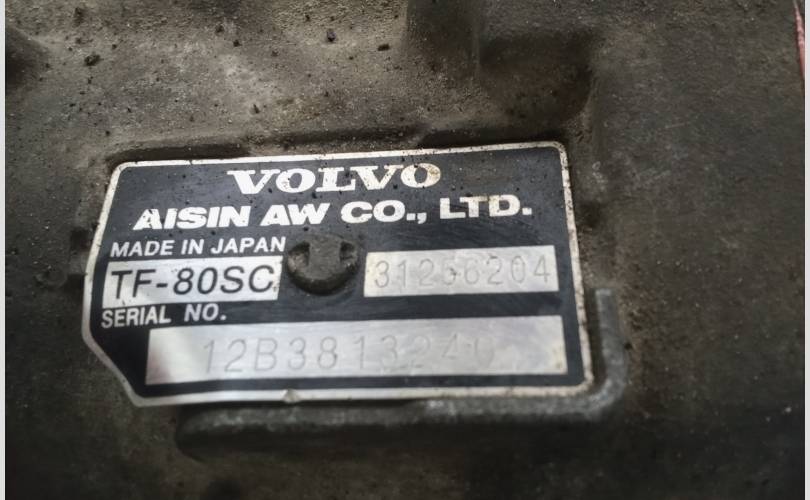 VOLVO
AISIN AW CO., LTD.
MADE IN JAPAN
TF-80SC 31256204
SERIAL NO.
12B3813240